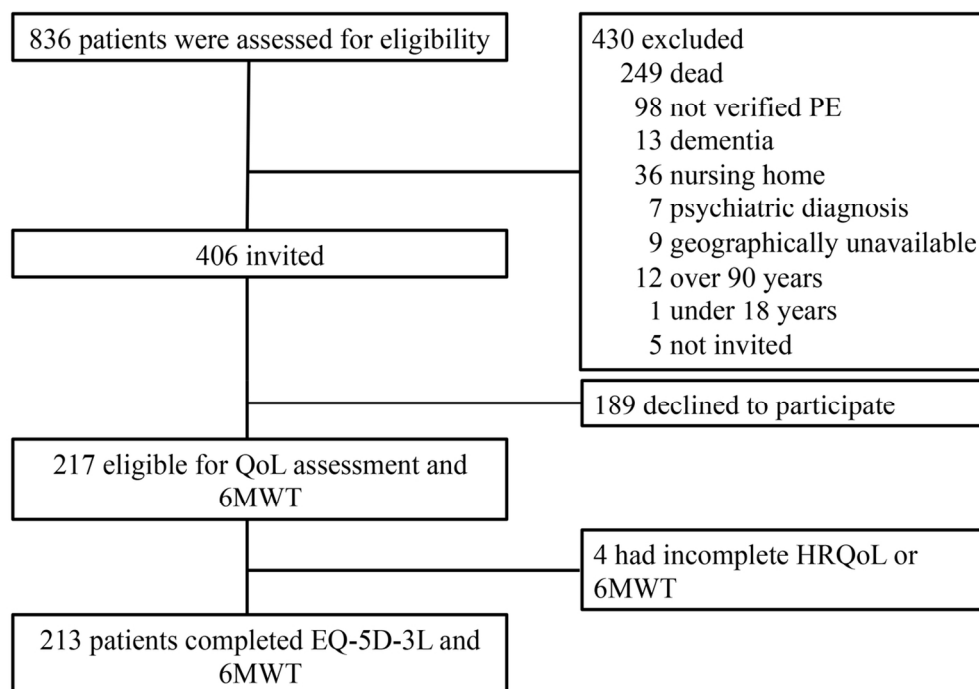 836 patients were assessed for eligibility
430 excluded
249 dead
98 not verified PE
13 dementia
36 nursing home
7 psychiatric diagnosis
9 geographically unavailable
12 over 90 years
1 under 18 years
5 not invited
406 invited
189 declined to participate
217 eligible for QoL assessment and
6MWT
4 had incomplete HRQoL or
6MWT
213 patients completed EQ-5D-3L and
6MWT